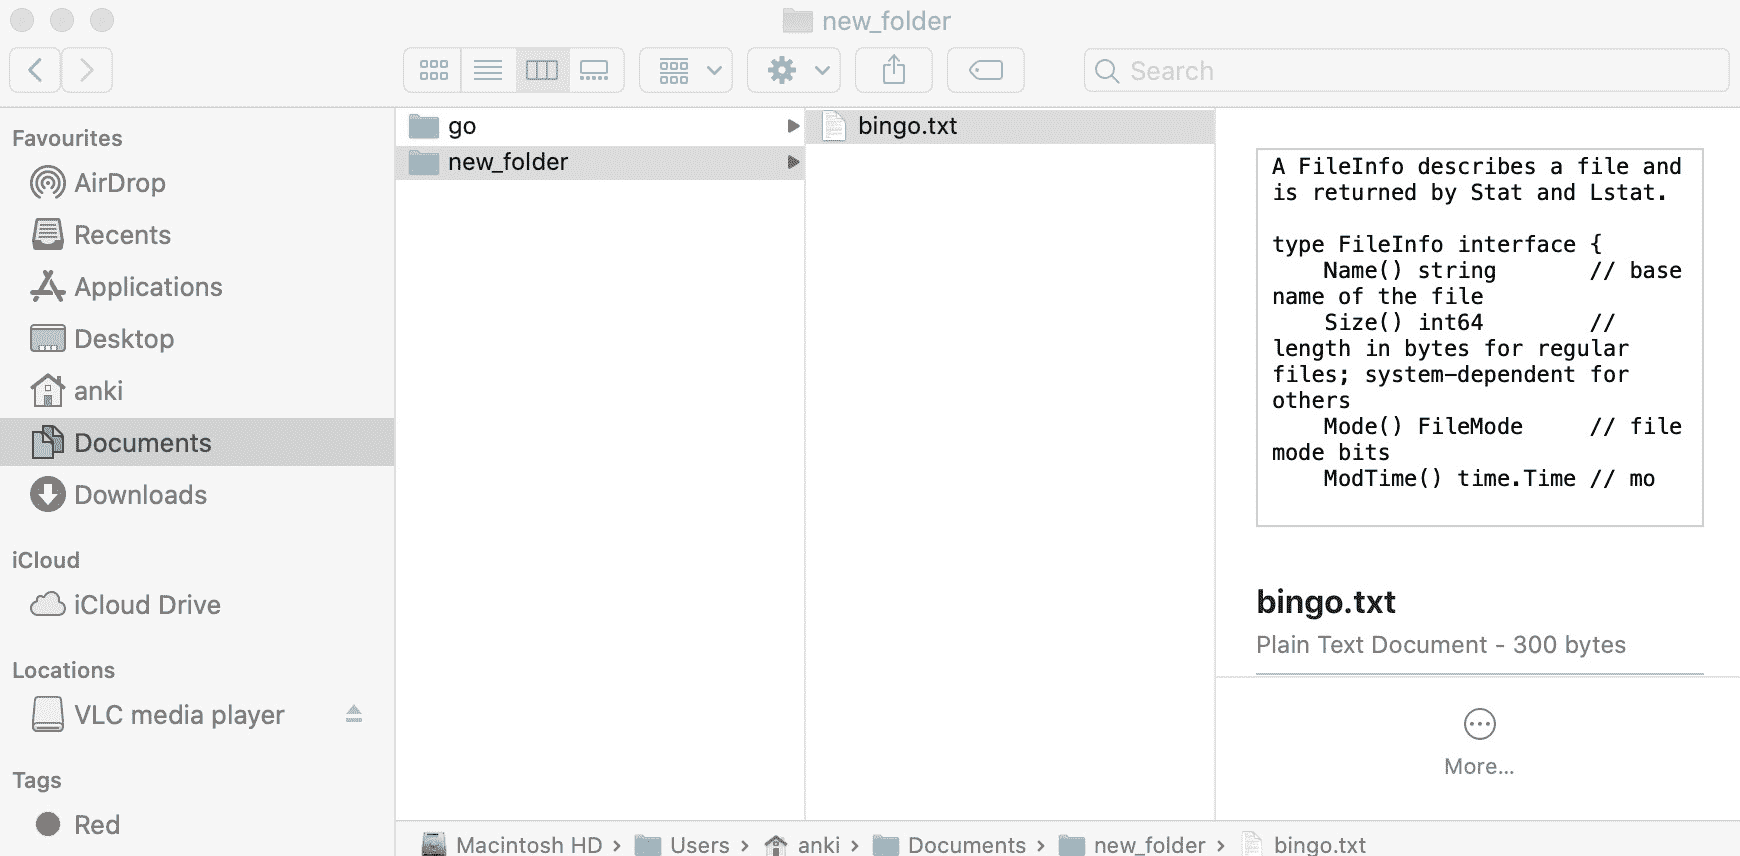 new_folder
Search
Favourites
AirDrop
Recents
Applications
Desktop
anki
Documents
Downloads
iCloud
iCloud Drive
Locations
VLC media player
Tags
Red
go
new_folder
bingo.txt
A FileInfo describes a file and
is returned by Stat and Lstat.
type FileInfo interface {
Name() string // base
name of the file
Size() int64 //
length in bytes for regular
files; system-dependent for
others
Mode() FileMode // file
mode bits
ModTime() time.Time // mo
bingo.txt
Plain Text Document - 300 bytes
More...
Macintosh HD › Users › anki › Documents › new_folder › bingo.txt